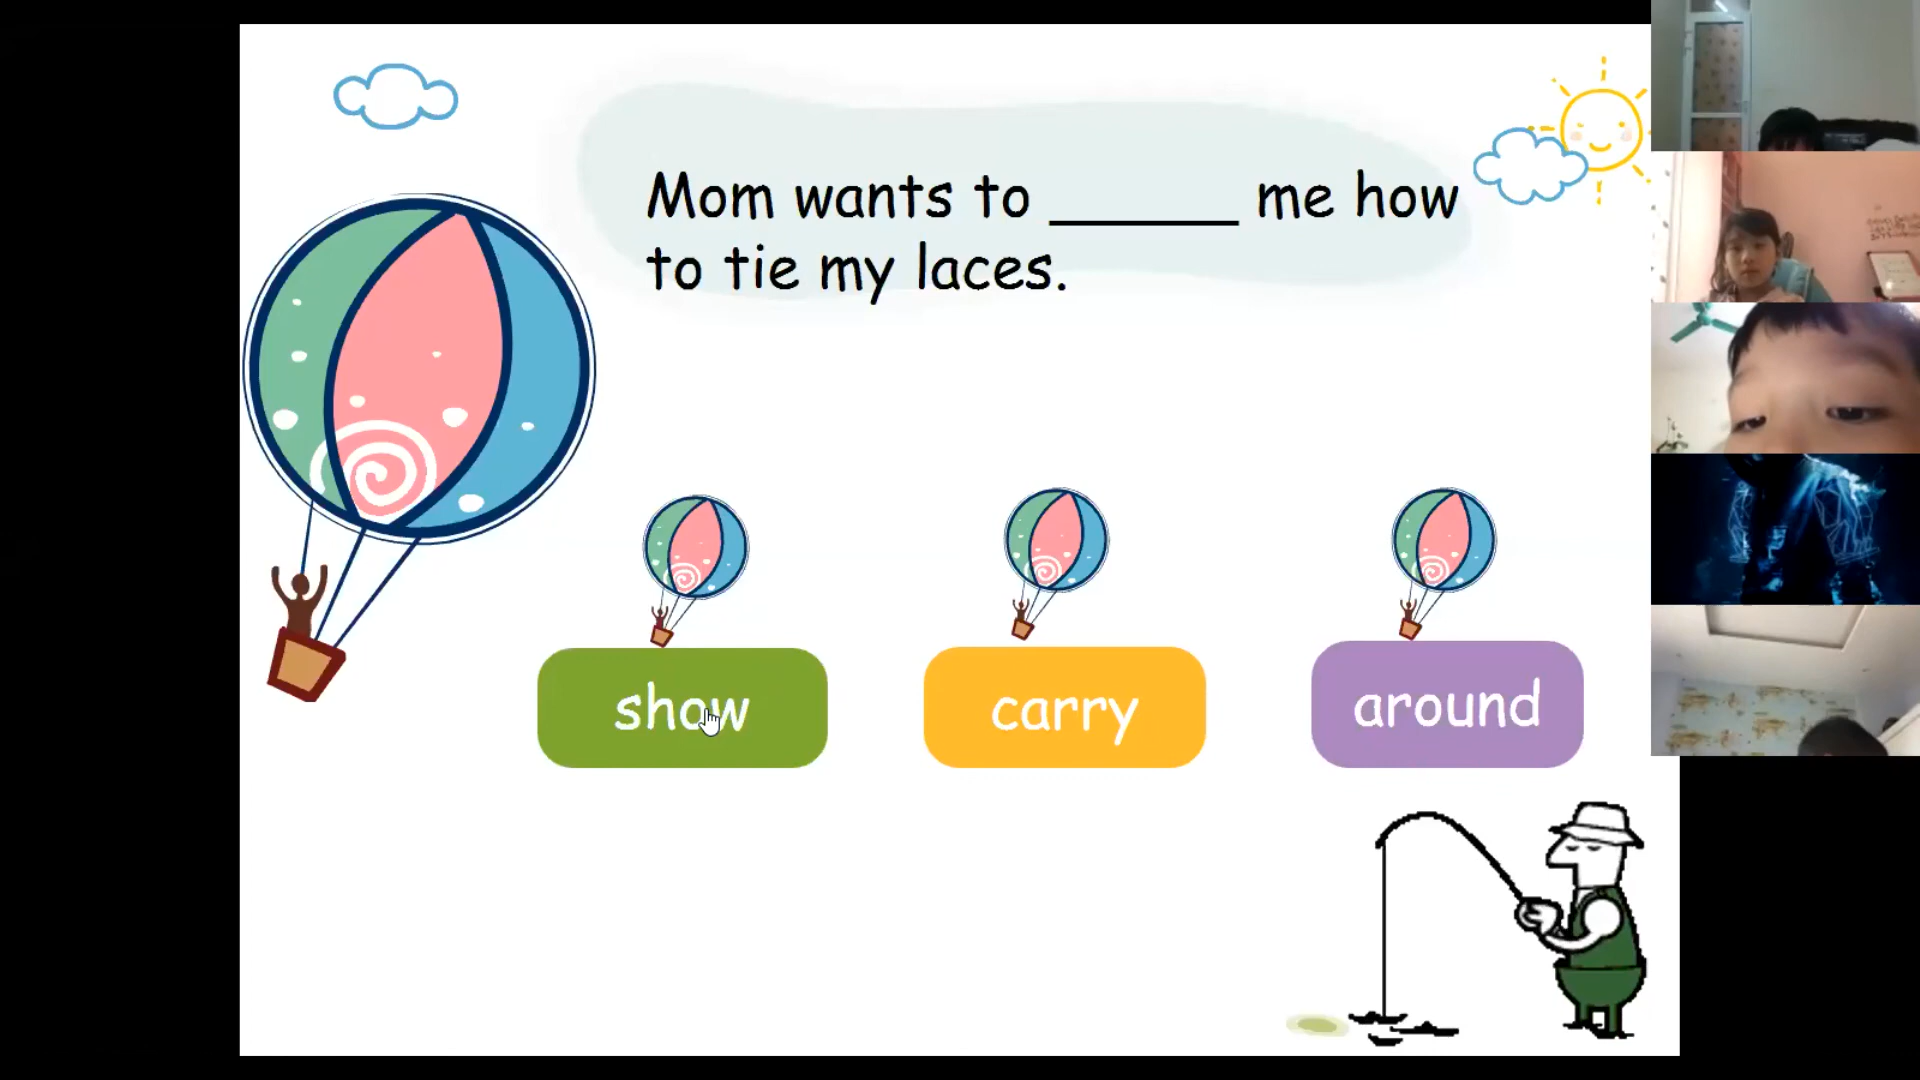 Mom wants to ______ me how
to tie my laces.
show
carry
around